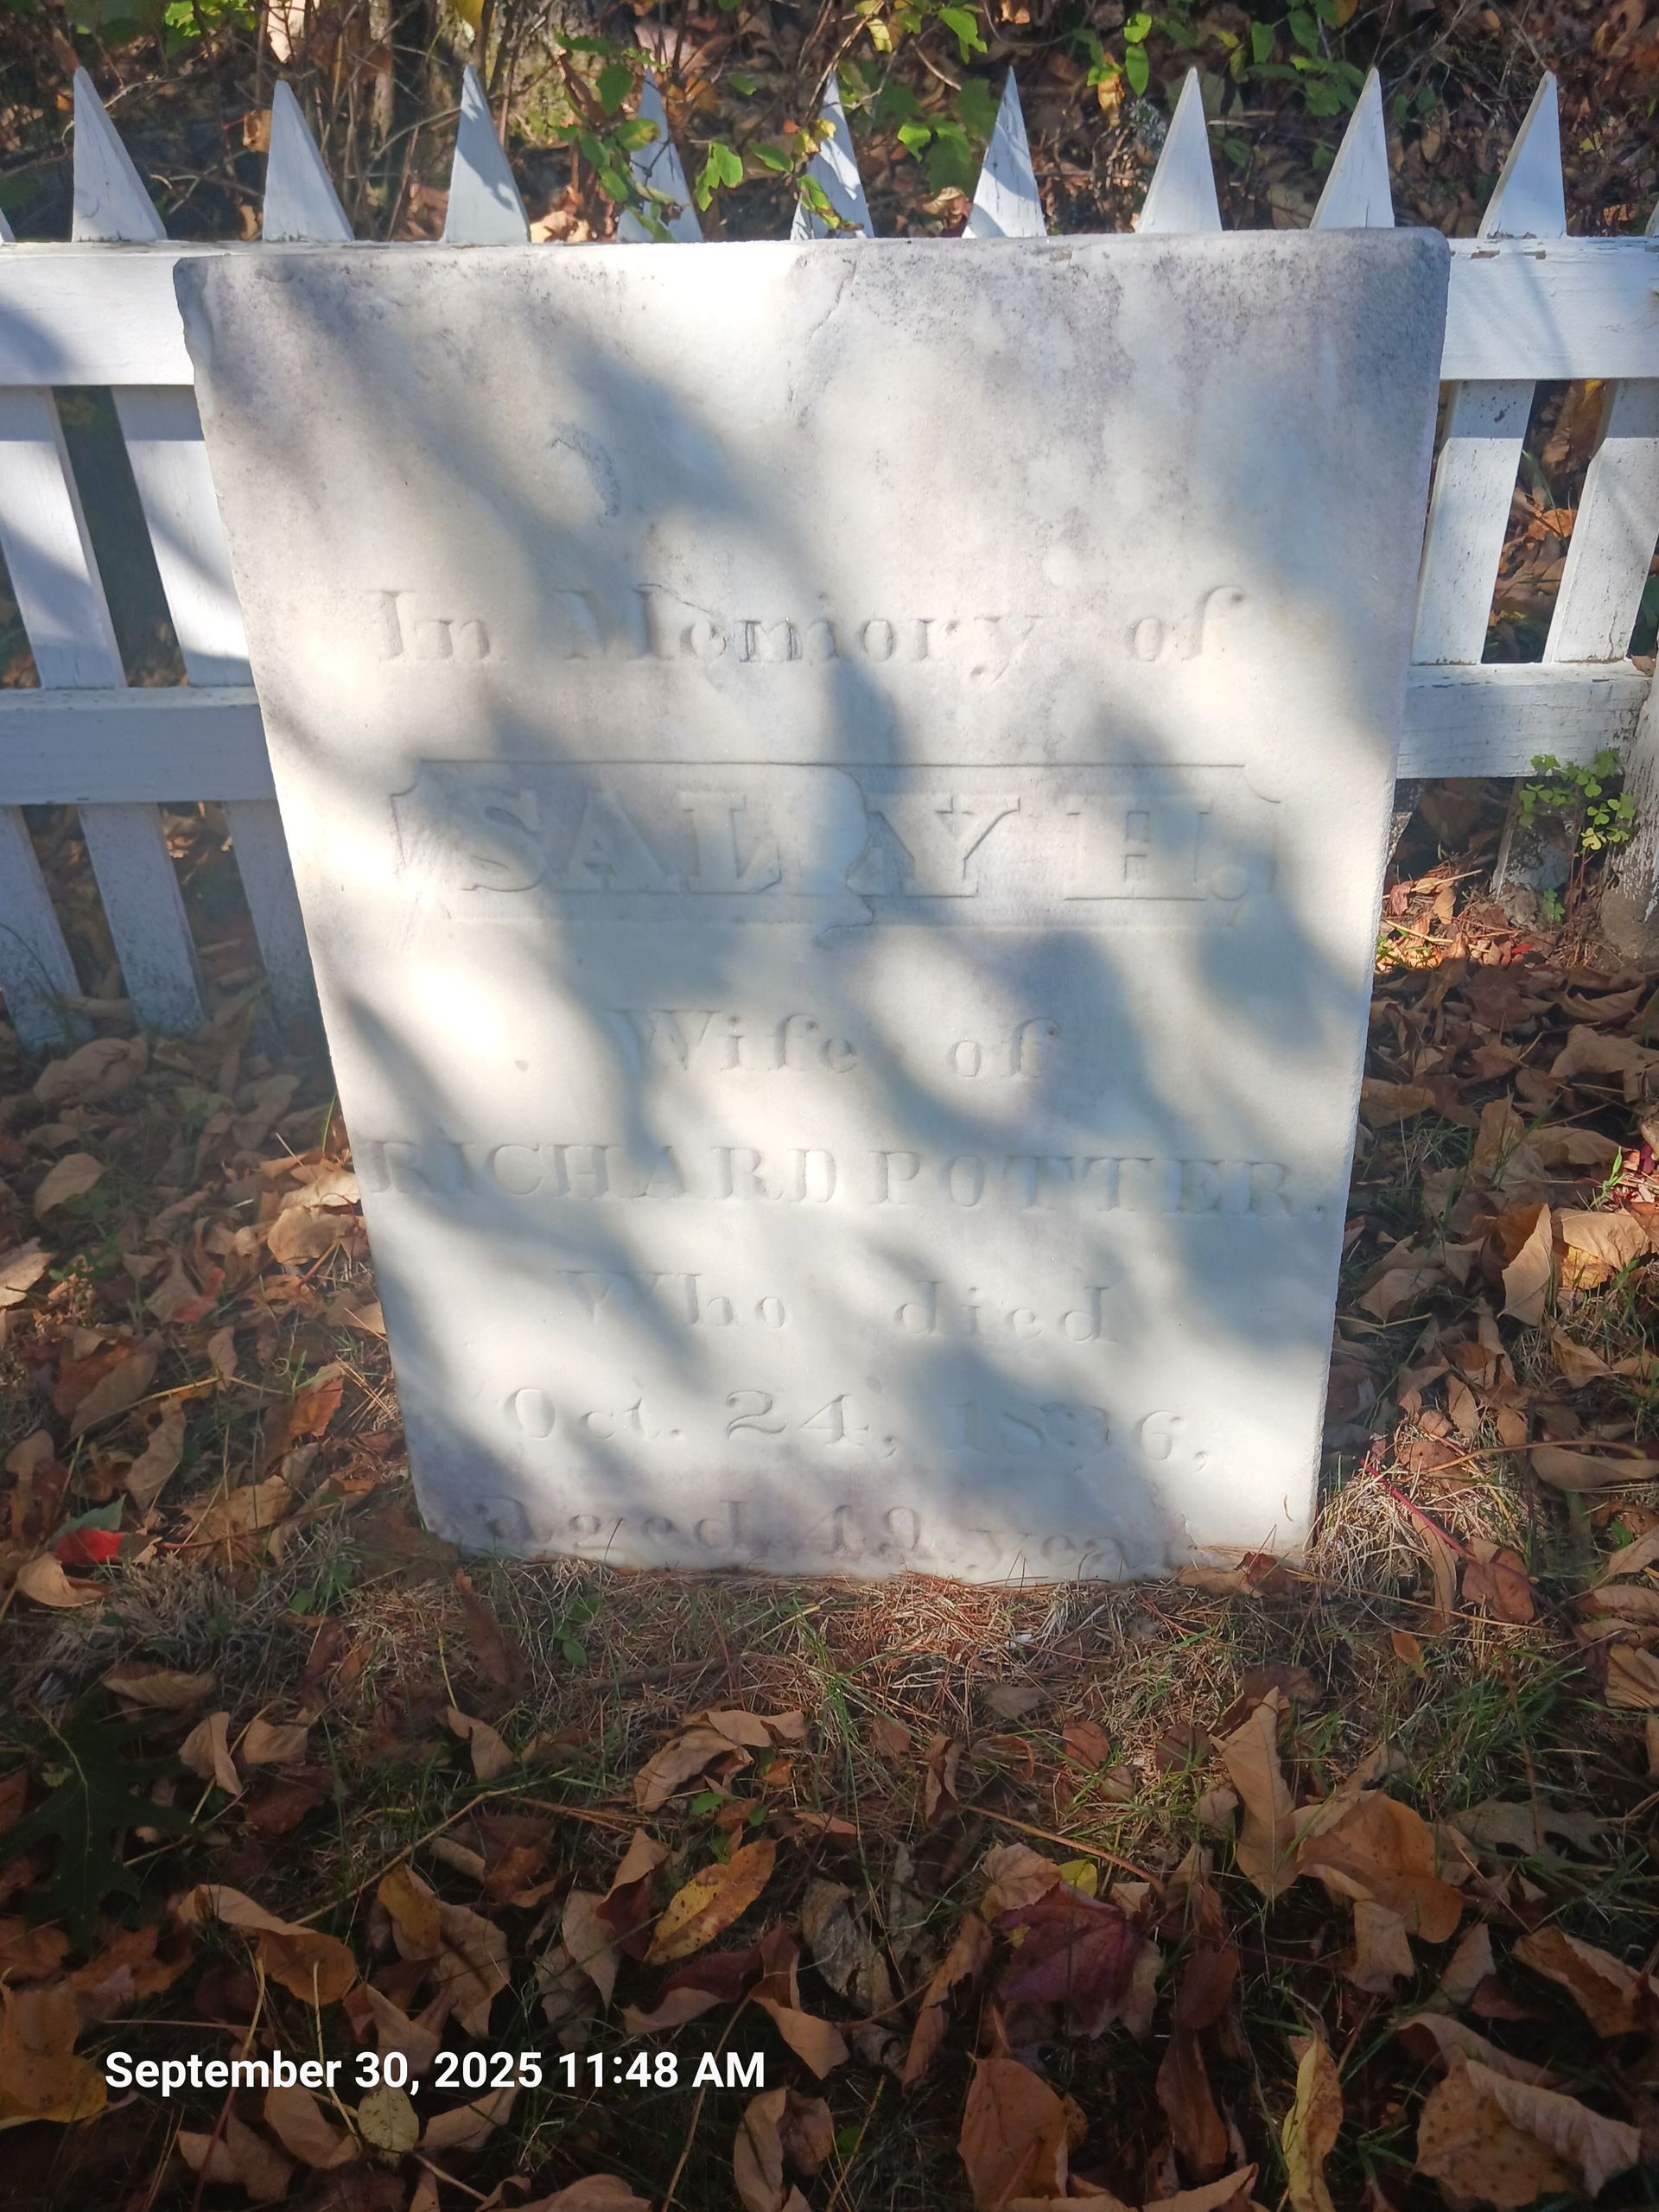 In Memory of
SALLY H.
Wife of
RICHARD POTTER.
Who died
Oct. 24, 1836,
Aged 49 years
September 30, 2025 11:48 AM